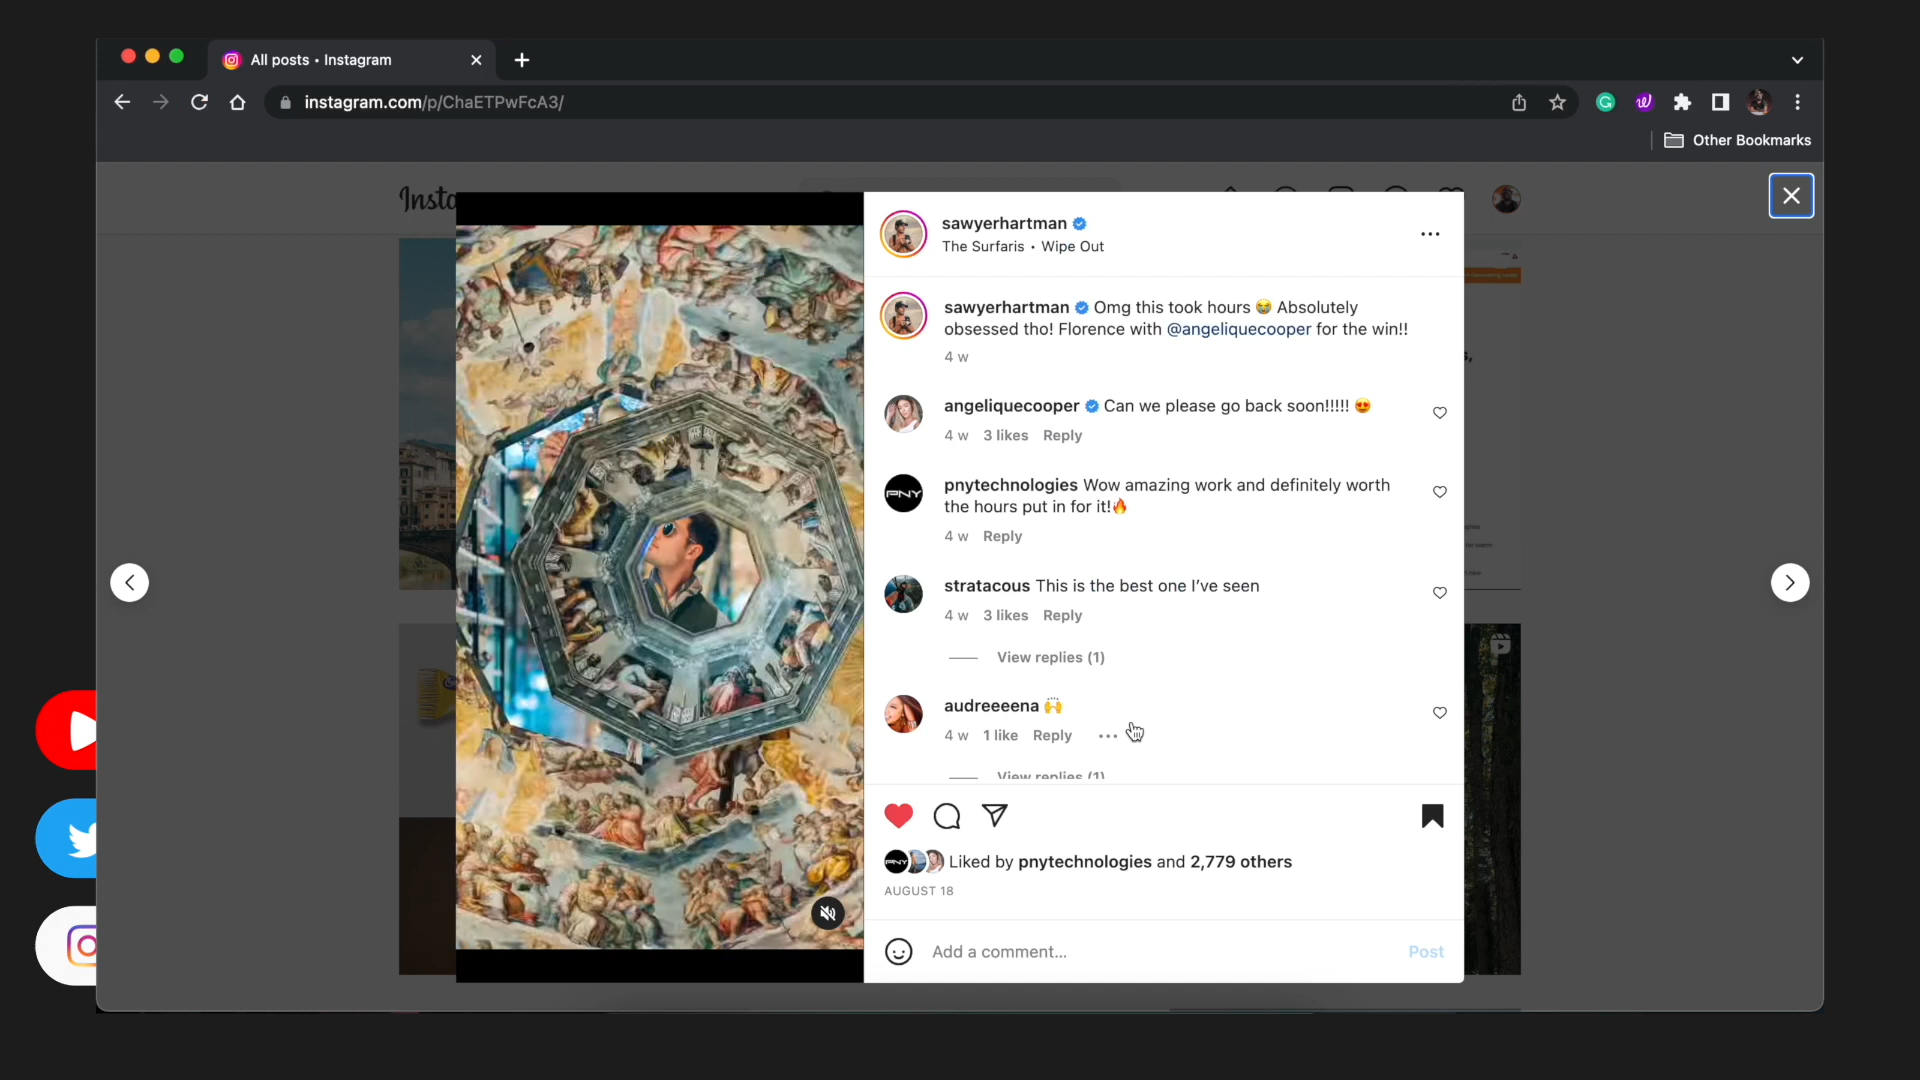 All posts • Instagram
instagram.com/p/ChaETPwFcA3/
Other Bookmarks
Insta
sawyerhartman
The Surfaris • Wipe Out
sawyerhartman Omg this took hours 😭 Absolutely
obsessed tho! Florence with @angeliquecooper for the win!!
4 w
angeliquecooper Can we please go back soon!!!!! 😍
4 w 3 likes Reply
PNY
pnytechnologies Wow amazing work and definitely worth
the hours put in for it!🔥
4 w Reply
stratacous This is the best one I’ve seen
4 w 3 likes Reply
View replies (1)
audreeeena 🙌
4 w 1 like Reply
View replies (1)
PNY
Liked by pnytechnologies and 2,779 others
AUGUST 18
Add a comment...
Post